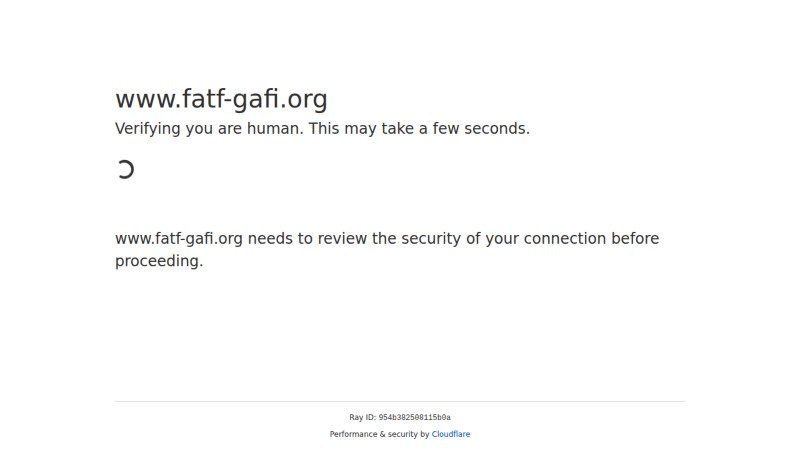 www.fatf-gafi.org
Verifying you are human. This may take a few seconds.
www.fatf-gafi.org needs to review the security of your connection before
proceeding.
Ray ID: 954b382508115b0a
Performance & security by Cloudflare